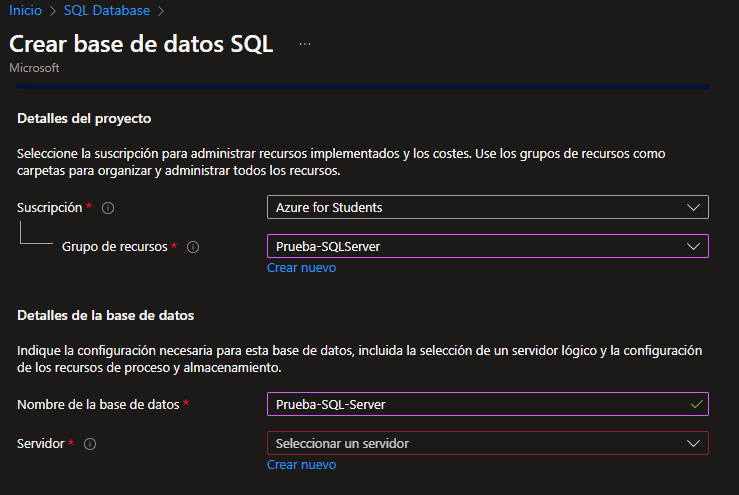 Inicio > SQL Database >
Crear base de datos SQL ...
Microsoft
Detalles del proyecto
Seleccione la suscripción para administrar recursos implementados y los costes. Use los grupos de recursos como
carpetas para organizar y administrar todos los recursos.
Suscripción * Azure for Students
Grupo de recursos * Prueba-SQLServer
Crear nuevo
Detalles de la base de datos
Indique la configuración necesaria para esta base de datos, incluida la selección de un servidor lógico y la configuración
de los recursos de proceso y almacenamiento.
Nombre de la base de datos * Prueba-SQL-Server
Servidor * Seleccionar un servidor
Crear nuevo